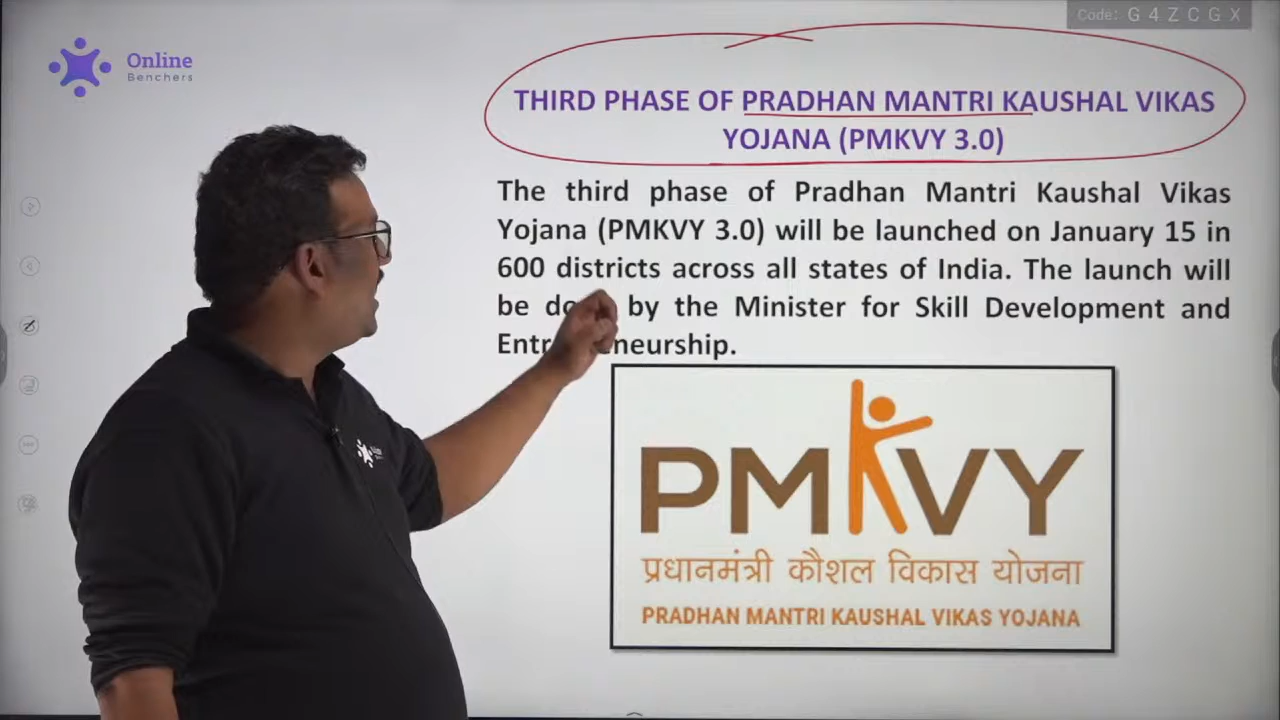 Code: G4ZCGX
Online
Benchers
THIRD PHASE OF PRADHAN MANTRI KAUSHAL VIKAS
YOJANA (PMKVY 3.0)
The third phase of Pradhan Mantri Kaushal Vikas
Yojana (PMKVY 3.0) will be launched on January 15 in
600 districts across all states of India. The launch will
be by the Minister for Skill Development and
PMKVY
प्रधानमंत्री कौशल विकास योजना
PRADHAN MANTRI KAUSHAL VIKAS YOJANA